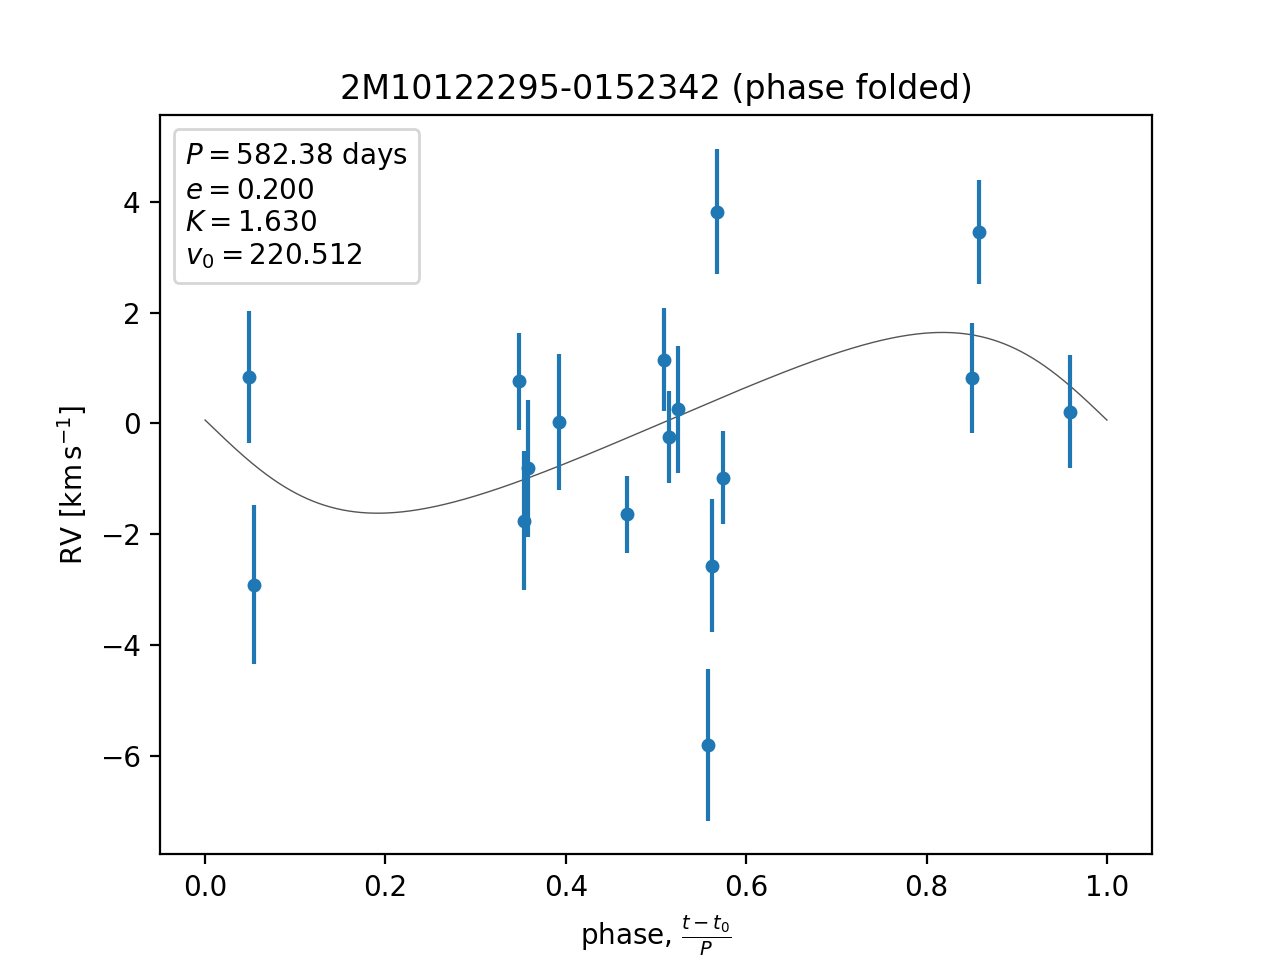 2M10122295-0152342 (phase folded)
P = 582.38 days
e = 0.200
K = 1.630
v₀ = 220.512
4
2
0
−2
−4
−6
RV [km s⁻¹]
0.0 0.2 0.4 0.6 0.8 1.0
phase, (t − t₀)/P